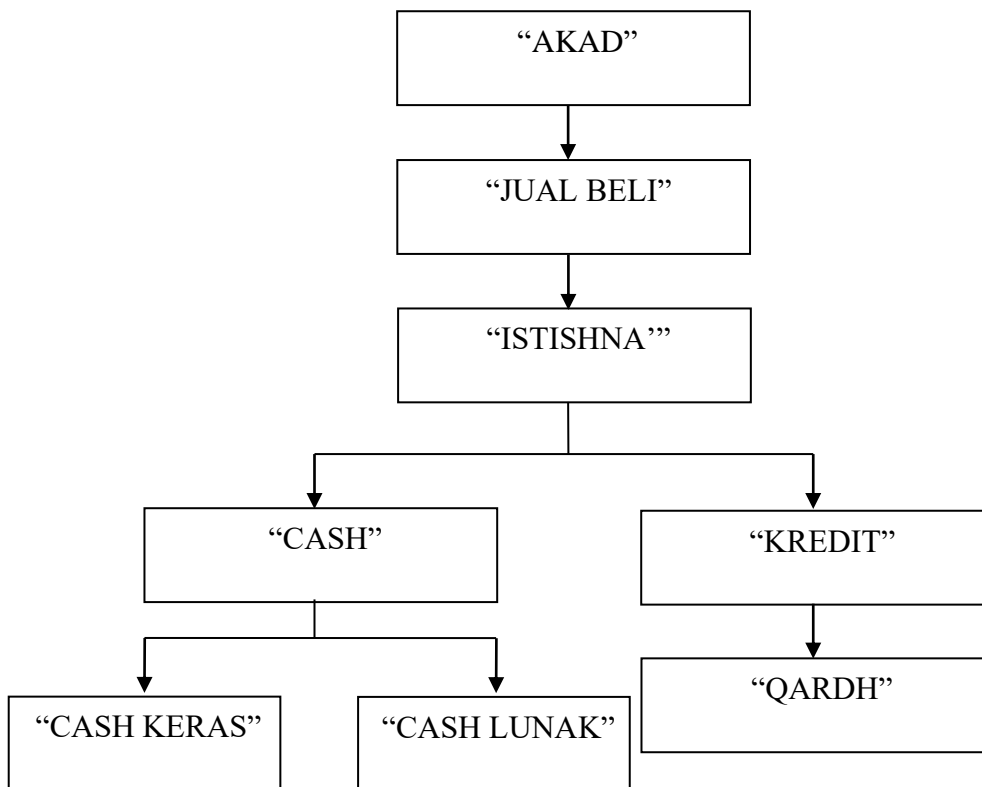 “AKAD”
“JUAL BELI”
“ISTISHNA’”
“CASH”
“KREDIT”
“CASH KERAS”
“CASH LUNAK”
“QARDH”